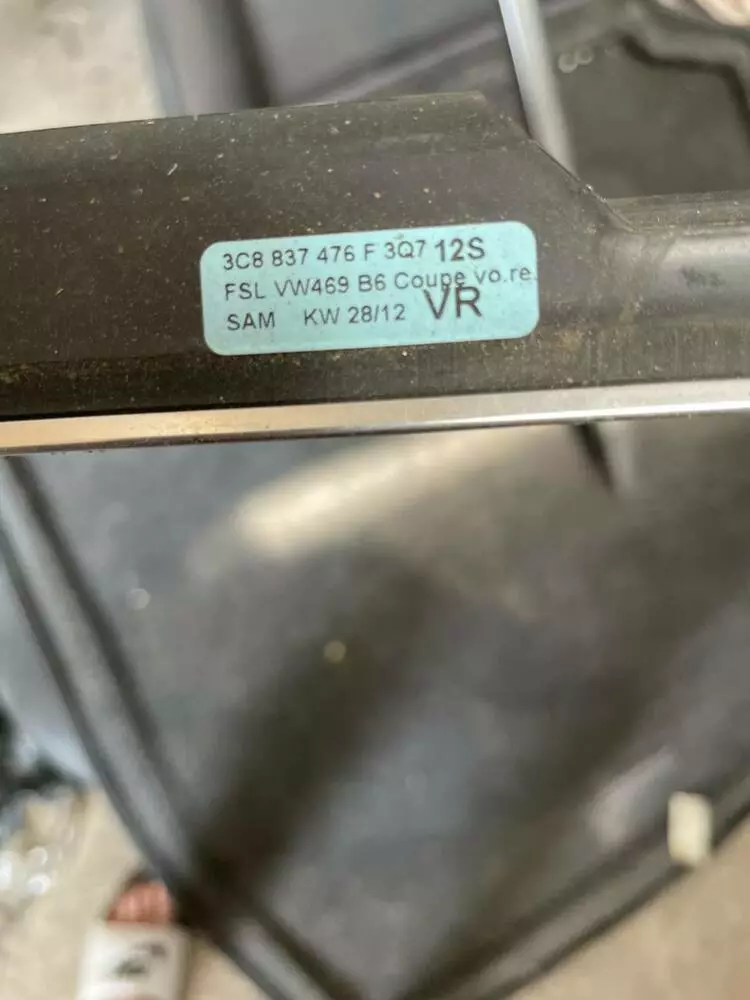 3C8 837 476 F 3Q7 12S
FSL VW469 B6 Coupe vo.re.
SAM KW 28/12 VR